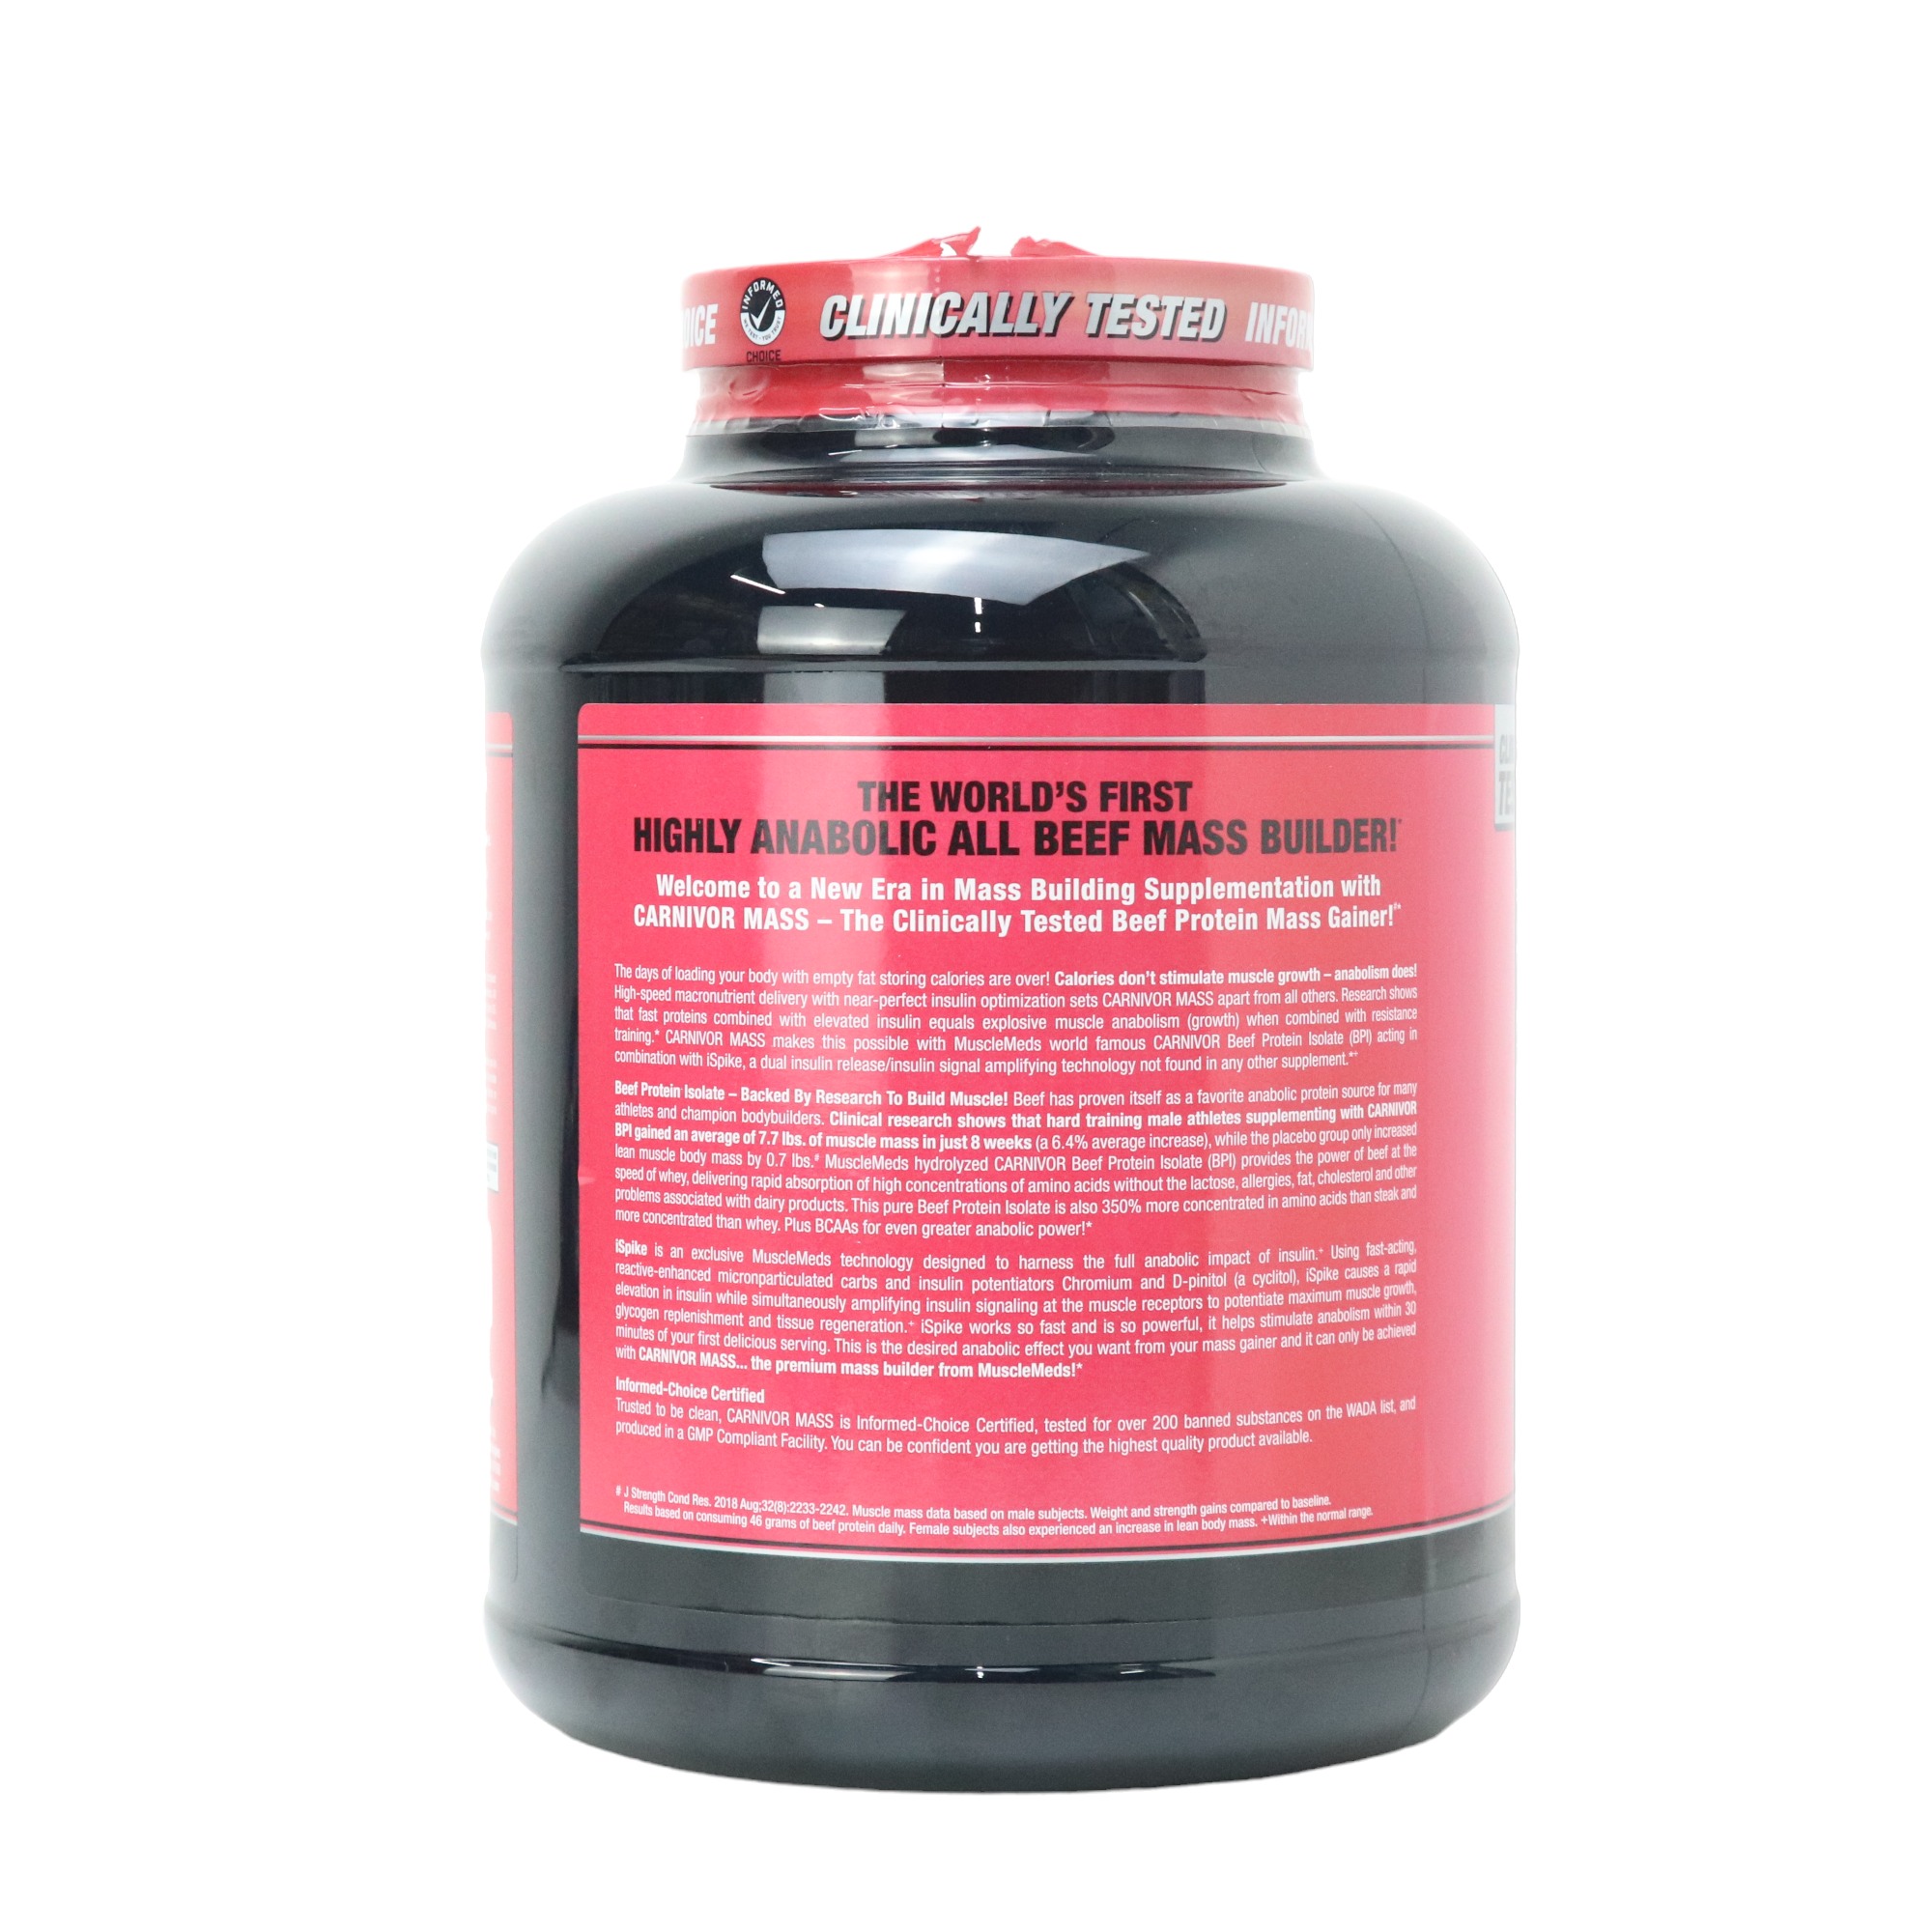 OICE
INFORMED
WE TEST · YOU TRUST
CHOICE
CLINICALLY TESTED
INFORM
THE WORLD'S FIRST
HIGHLY ANABOLIC ALL BEEF MASS BUILDER!*
Welcome to a New Era in Mass Building Supplementation with
CARNIVOR MASS – The Clinically Tested Beef Protein Mass Gainer!#*
The days of loading your body with empty fat storing calories are over! Calories don't stimulate muscle growth – anabolism does!
High-speed macronutrient delivery with near-perfect insulin optimization sets CARNIVOR MASS apart from all others. Research shows
that fast proteins combined with elevated insulin equals explosive muscle anabolism (growth) when combined with resistance
training.* CARNIVOR MASS makes this possible with MuscleMeds world famous CARNIVOR Beef Protein Isolate (BPI) acting in
combination with iSpike, a dual insulin release/insulin signal amplifying technology not found in any other supplement.*+
Beef Protein Isolate – Backed By Research To Build Muscle! Beef has proven itself as a favorite anabolic protein source for many
athletes and champion bodybuilders. Clinical research shows that hard training male athletes supplementing with CARNIVOR
BPI gained an average of 7.7 lbs. of muscle mass in just 8 weeks (a 6.4% average increase), while the placebo group only increased
lean muscle body mass by 0.7 lbs.# MuscleMeds hydrolyzed CARNIVOR Beef Protein Isolate (BPI) provides the power of beef at the
speed of whey, delivering rapid absorption of high concentrations of amino acids without the lactose, allergies, fat, cholesterol and other
problems associated with dairy products. This pure Beef Protein Isolate is also 350% more concentrated in amino acids than steak and
more concentrated than whey. Plus BCAAs for even greater anabolic power!*
iSpike is an exclusive MuscleMeds technology designed to harness the full anabolic impact of insulin.+ Using fast-acting,
reactive-enhanced micronparticulated carbs and insulin potentiators Chromium and D-pinitol (a cyclitol), iSpike causes a rapid
elevation in insulin while simultaneously amplifying insulin signaling at the muscle receptors to potentiate maximum muscle growth,
glycogen replenishment and tissue regeneration.+ iSpike works so fast and is so powerful, it helps stimulate anabolism within 30
minutes of your first delicious serving. This is the desired anabolic effect you want from your mass gainer and it can only be achieved
with CARNIVOR MASS... the premium mass builder from MuscleMeds!*
Informed-Choice Certified
Trusted to be clean, CARNIVOR MASS is Informed-Choice Certified, tested for over 200 banned substances on the WADA list, and
produced in a GMP Compliant Facility. You can be confident you are getting the highest quality product available.
# J Strength Cond Res. 2018 Aug;32(8):2233-2242. Muscle mass data based on male subjects. Weight and strength gains compared to baseline.
Results based on consuming 46 grams of beef protein daily. Female subjects also experienced an increase in lean body mass. +Within the normal range.